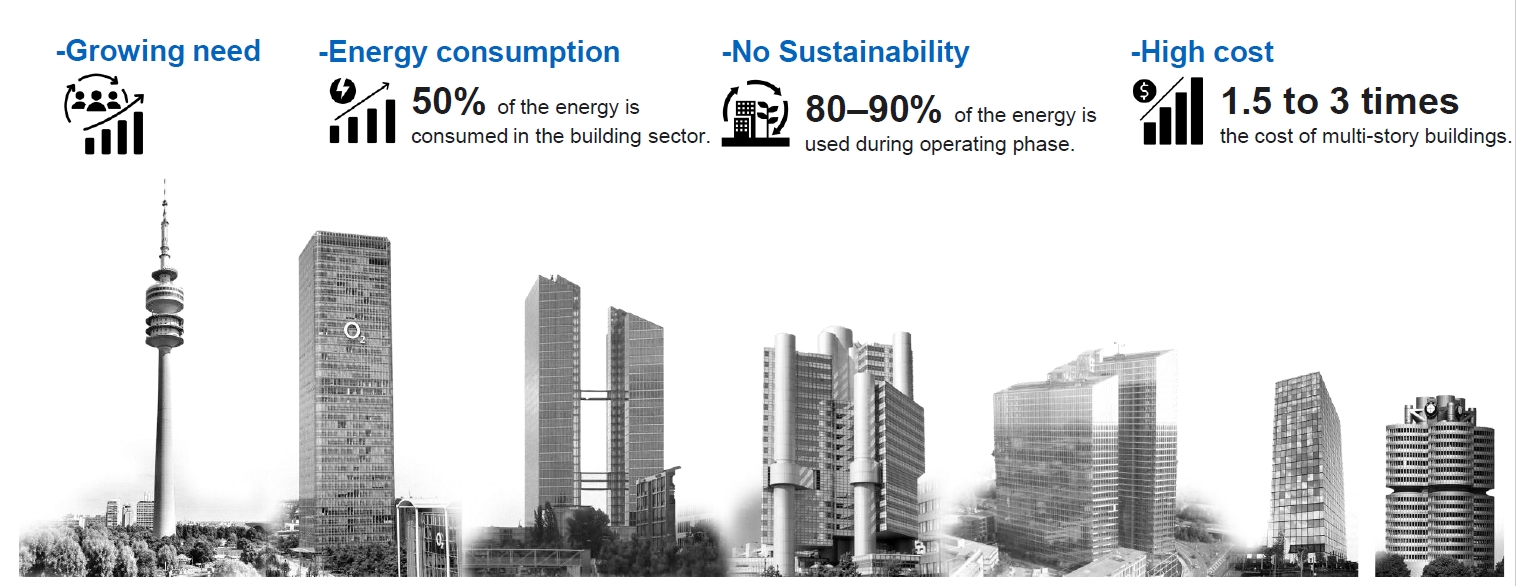 -Growing need
-Energy consumption
50% of the energy is
consumed in the building sector.
-No Sustainability
80–90% of the energy is
used during operating phase.
-High cost
$
1.5 to 3 times
the cost of multi-story buildings.
O2
O2